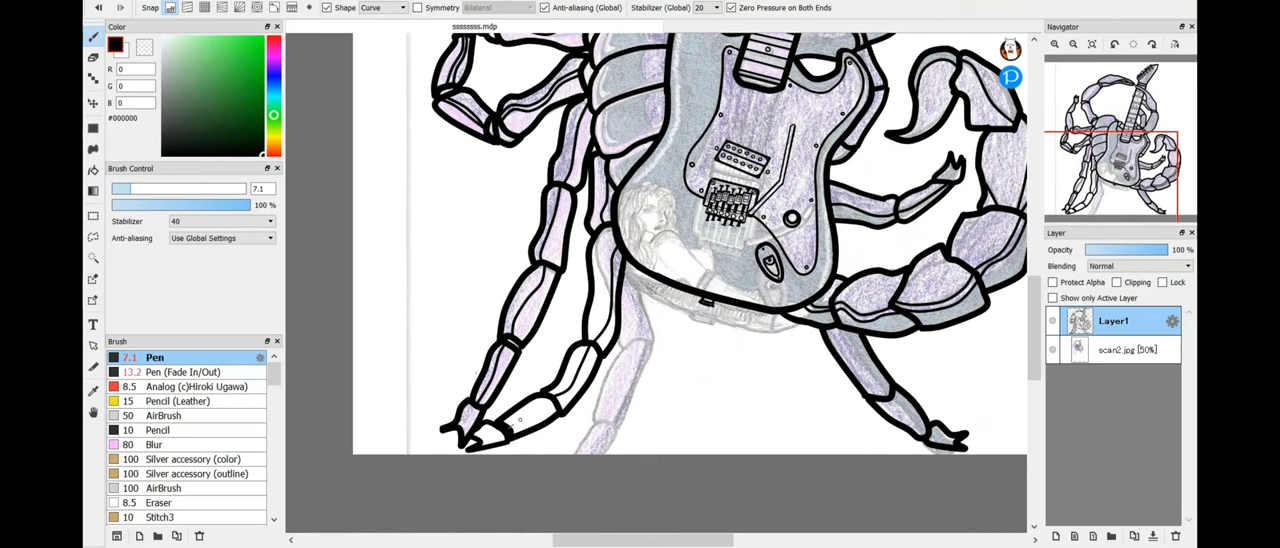 Snap off Shape Curve Symmetry Bilateral Anti-aliasing (Global) Stabilizer (Global) 20 Zero Pressure on Both Ends
Color
R 0
G 0
B 0
#000000
Brush Control
7.1
100 %
Stabilizer 40
Anti-aliasing Use Global Settings
Brush
7.1 Pen
13.2 Pen (Fade In/Out)
8.5 Analog (c)Hiroki Ugawa)
15 Pencil (Leather)
50 AirBrush
10 Pencil
80 Blur
100 Silver accessory (color)
100 Silver accessory (outline)
100 AirBrush
8.5 Eraser
10 Stitch3
ssssssss.mdp
Navigator
Layer
Opacity 100 %
Blending Normal
Protect Alpha Clipping Lock
Show only Active Layer
Layer1
scan2.jpg [50%]